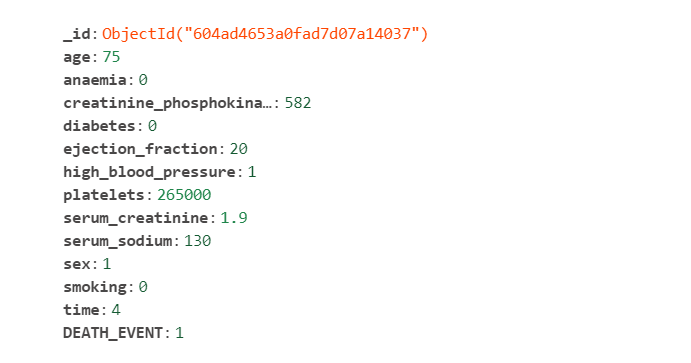 _id: ObjectId("604ad4653a0fad7d07a14037")
age: 75
anaemia: 0
creatinine_phosphokina…: 582
diabetes: 0
ejection_fraction: 20
high_blood_pressure: 1
platelets: 265000
serum_creatinine: 1.9
serum_sodium: 130
sex: 1
smoking: 0
time: 4
DEATH_EVENT: 1